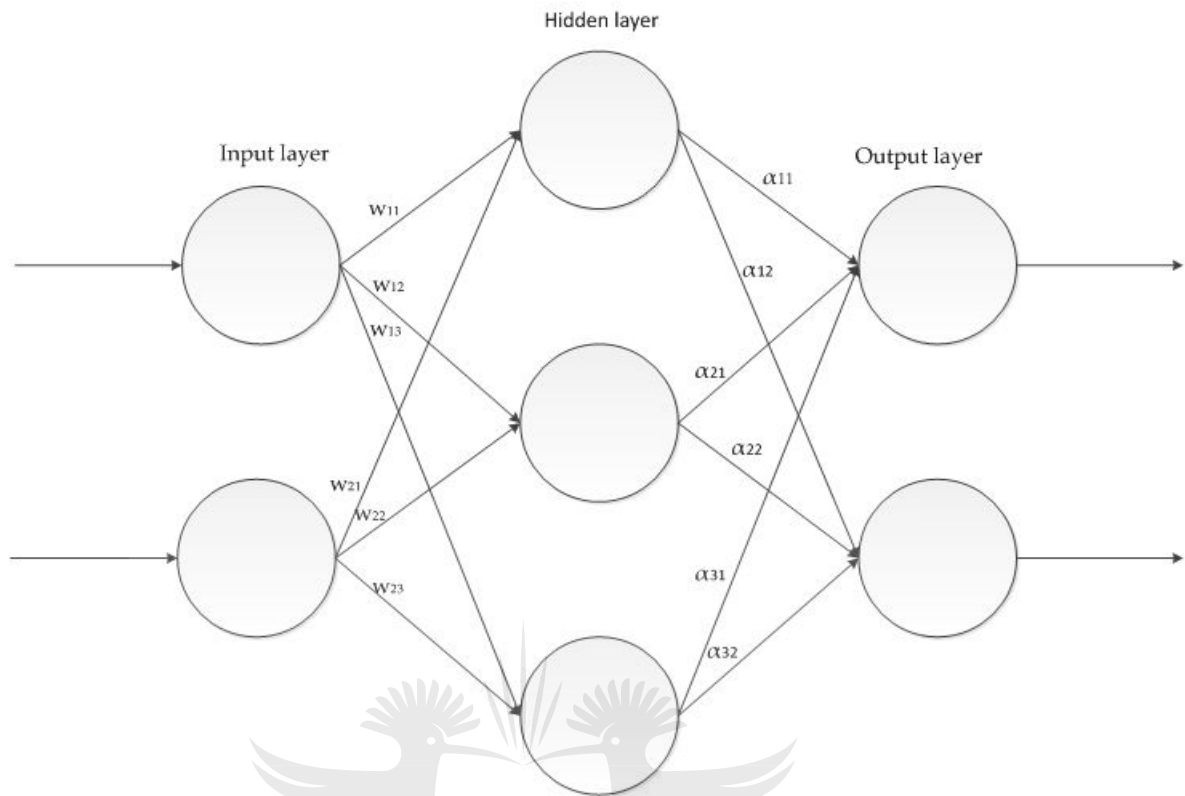 Hidden layer
Input layer
Output layer
w11
w12
w13
w21
w22
w23
α11
α12
α21
α22
α31
α32